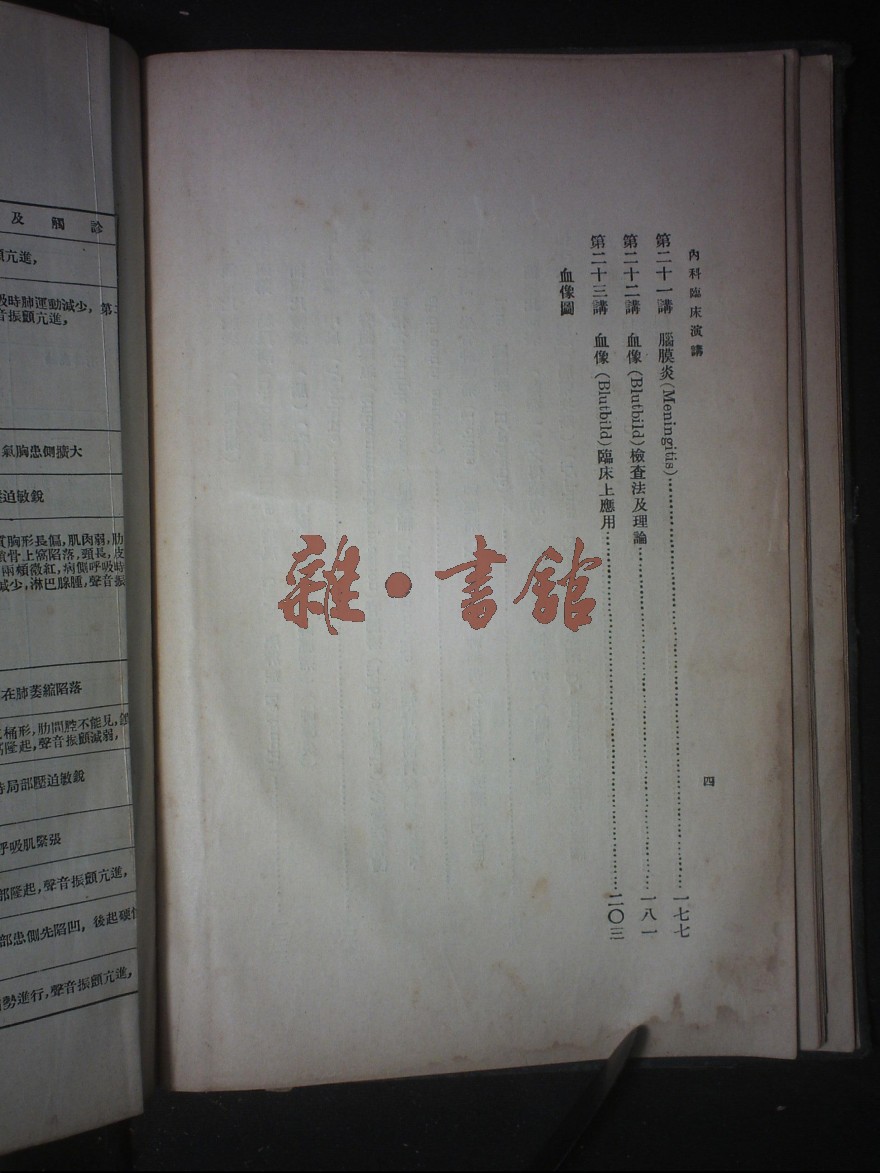 內科臨床演講
第二十一講　腦膜炎(Meningitis)……一七七
第二十二講　血像(Blutbild)檢查法及理論……一八一
第二十三講　血像(Blutbild)臨床上應用……二〇三
血像圖
四
雜·書館
及觸診
亢進,
吸時肺運動減少,第二
音振顫亢進,
氣胸患側擴大
迫敏銳
質胸形長偏,肌肉弱,肋
鎖骨上窩陷落,頸長,皮
兩頰微紅,病側呼吸時
減少,淋巴腺腫,聲音振
在肺萎縮陷落
桶形,肋間腔不能見,鎖
窩隆起,聲音振顫減弱,
時局部壓迫敏銳
呼吸肌緊張
部隆起,聲音振顫亢進,
部患側先陷凹,後起硬
勢進行,聲音振顫亢進,